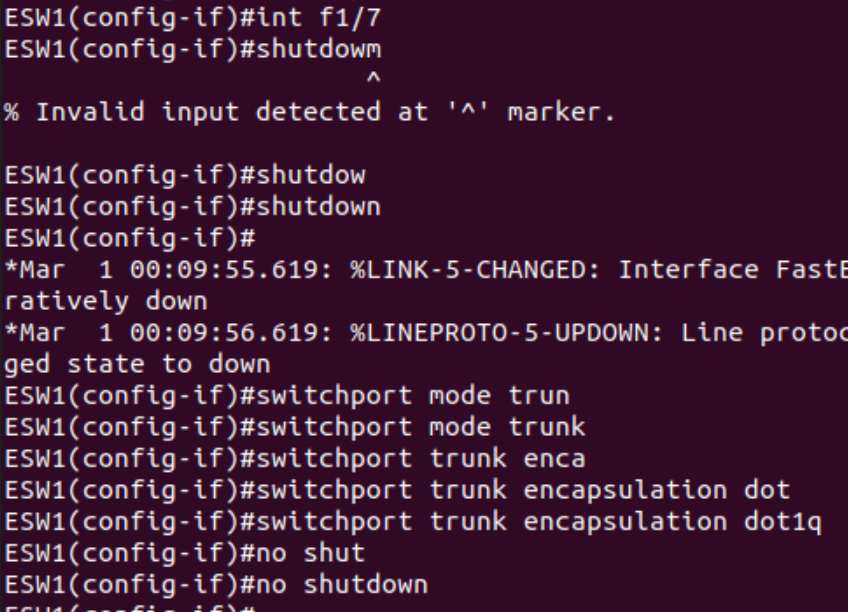 ESW1(config-if)#int f1/7
ESW1(config-if)#shutdowm
^
% Invalid input detected at '^' marker.
ESW1(config-if)#shutdow
ESW1(config-if)#shutdown
ESW1(config-if)#
*Mar  1 00:09:55.619: %LINK-5-CHANGED: Interface FastE
ratively down
*Mar  1 00:09:56.619: %LINEPROTO-5-UPDOWN: Line protoc
ged state to down
ESW1(config-if)#switchport mode trun
ESW1(config-if)#switchport mode trunk
ESW1(config-if)#switchport trunk enca
ESW1(config-if)#switchport trunk encapsulation dot
ESW1(config-if)#switchport trunk encapsulation dot1q
ESW1(config-if)#no shut
ESW1(config-if)#no shutdown
ESW1(config-if)#